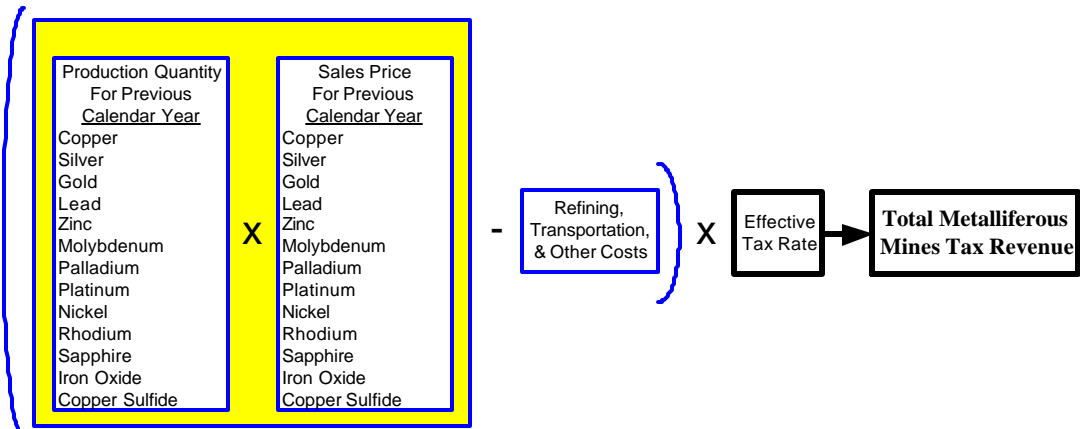 Production Quantity
For Previous
Calendar Year
Copper
Silver
Gold
Lead
Zinc
Molybdenum
Palladium
Platinum
Nickel
Rhodium
Sapphire
Iron Oxide
Copper Sulfide
X
Sales Price
For Previous
Calendar Year
Copper
Silver
Gold
Lead
Zinc
Molybdenum
Palladium
Platinum
Nickel
Rhodium
Sapphire
Iron Oxide
Copper Sulfide
-
Refining,
Transportation,
& Other Costs
X
Effective
Tax Rate
Total Metalliferous
Mines Tax Revenue